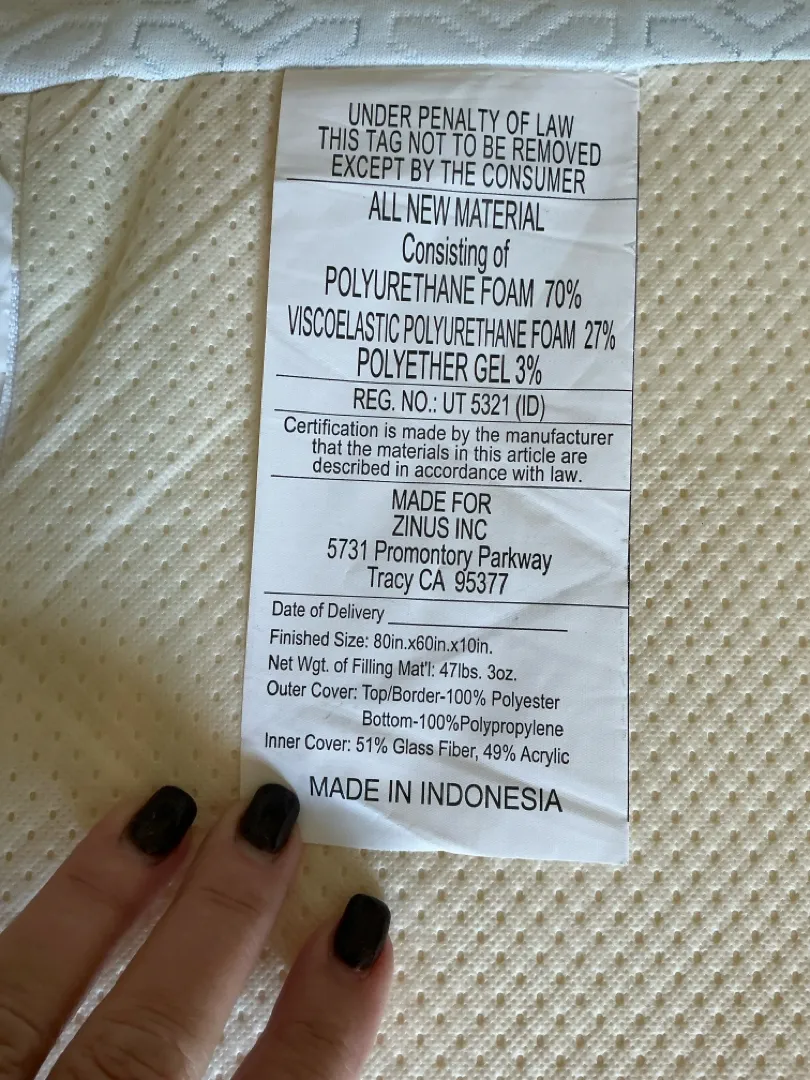 UNDER PENALTY OF LAW
THIS TAG NOT TO BE REMOVED
EXCEPT BY THE CONSUMER
ALL NEW MATERIAL
Consisting of
POLYURETHANE FOAM 70%
VISCOELASTIC POLYURETHANE FOAM 27%
POLYETHER GEL 3%
REG. NO.: UT 5321 (ID)
Certification is made by the manufacturer
that the materials in this article are
described in accordance with law.
MADE FOR
ZINUS INC
5731 Promontory Parkway
Tracy CA 95377
Date of Delivery
Finished Size: 80in.x60in.x10in.
Net Wgt. of Filling Mat'l: 47lbs. 3oz.
Outer Cover: Top/Border-100% Polyester
Bottom-100%Polypropylene
Inner Cover: 51% Glass Fiber, 49% Acrylic
MADE IN INDONESIA